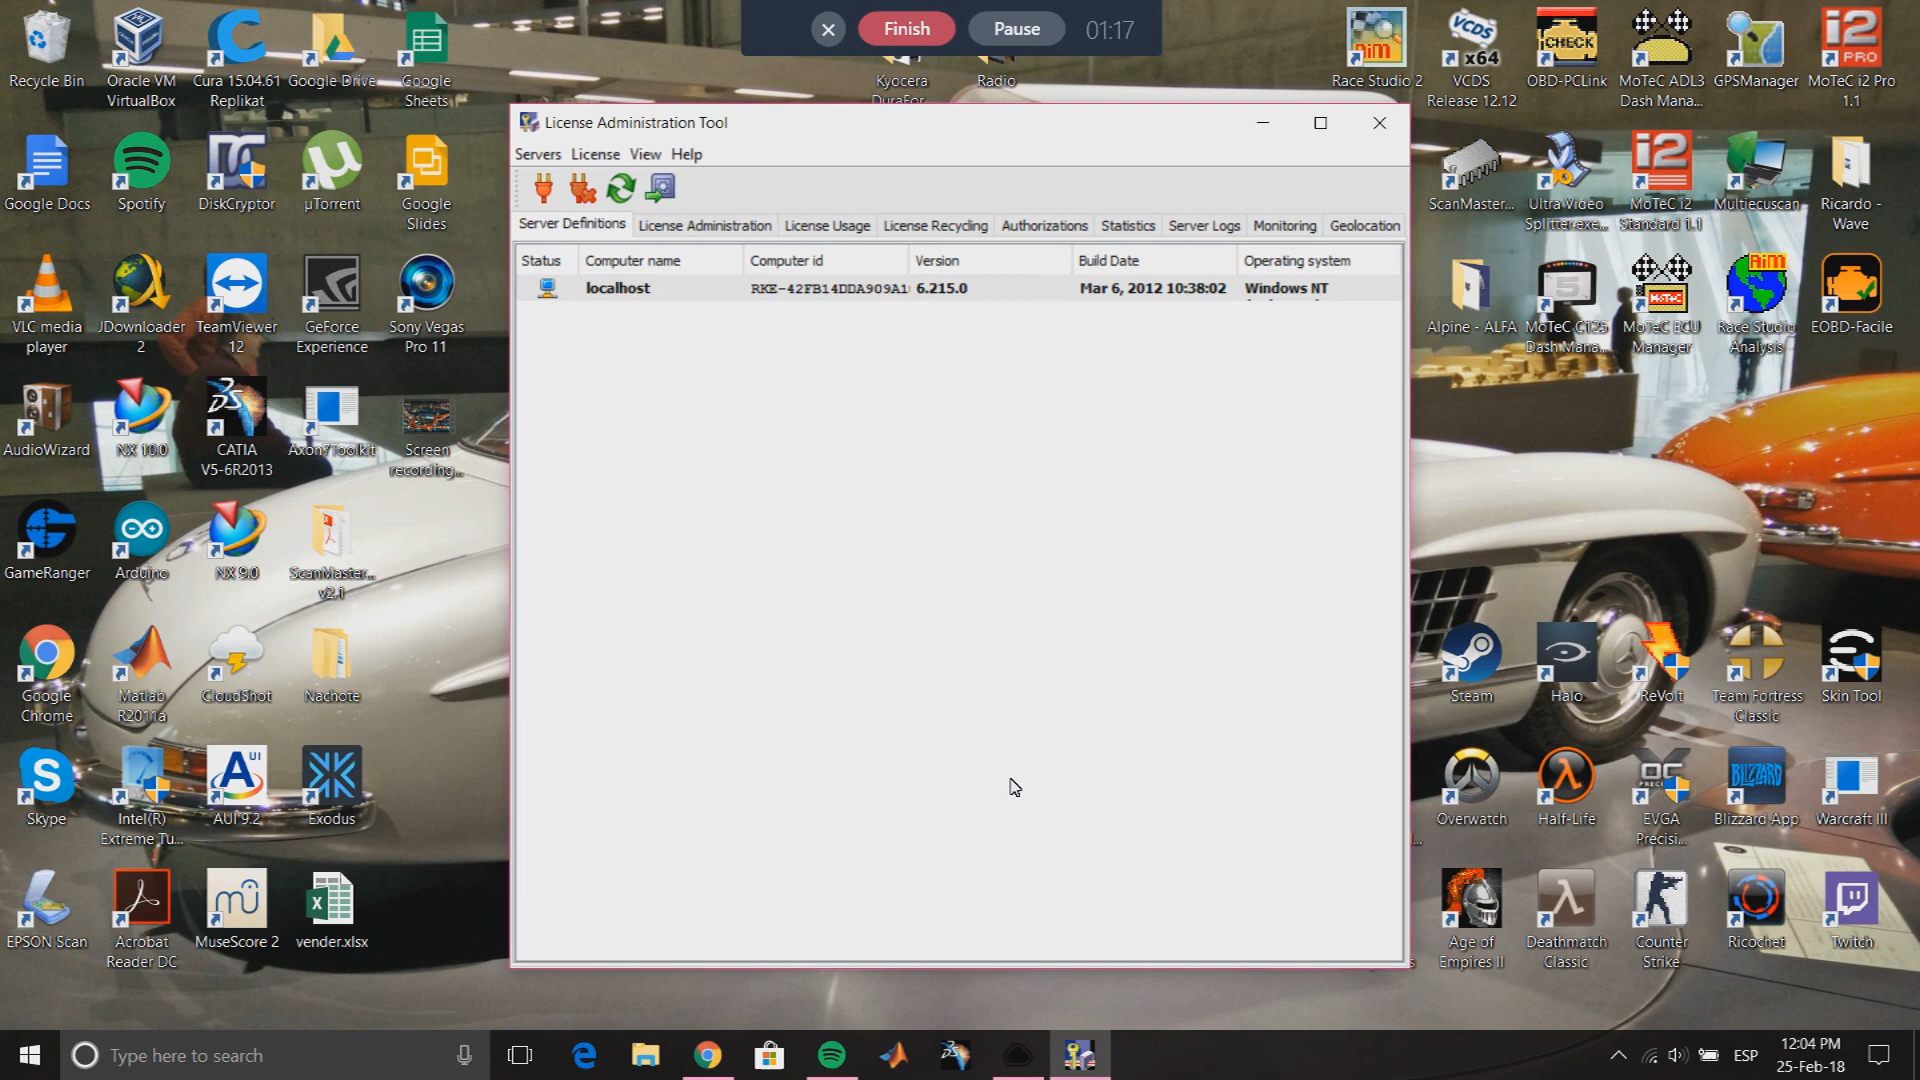 Finish
Pause
01:17
Recycle Bin
Oracle VM
VirtualBox
Cura 15.04.61
Replikat
Google Drive
Google
Sheets
Kyocera
DuraFor...
Radio
Race Studio 2
VCDS
Release 12.12
OBD-PCLink
MoTeC ADL3
Dash Mana...
GPSManager
MoTeC i2 Pro
1.1
License Administration Tool
Servers License View Help
Server Definitions
License Administration
License Usage
License Recycling
Authorizations
Statistics
Server Logs
Monitoring
Geolocation
Status
Computer name
Computer id
Version
Build Date
Operating system
localhost
RKE-42FB14DDA909A1
6.215.0
Mar 6, 2012 10:38:02
Windows NT
Google Docs
Spotify
DiskCryptor
µTorrent
Google
Slides
ScanMaster...
Ultra Video
Splitter.exe...
MoTeC i2
Standard 1.1
Multiecuscan
Ricardo -
Wave
VLC media
player
JDownloader
2
TeamViewer
12
GeForce
Experience
Sony Vegas
Pro 11
Alpine - ALFA
MoTeC C125
Dash Mana...
MoTeC ECU
Manager
Race Studio
Analysis
EOBD-Facile
AudioWizard
NX 10.0
CATIA
V5-6R2013
Axon7Toolkit
Screen
recording...
GameRanger
Arduino
NX 9.0
ScanMaster...
v2.1
Google
Chrome
Matlab
R2011a
CloudShot
Nachote
Steam
Halo
ReVolt
Team Fortress
Classic
Skin Tool
Skype
Intel(R)
Extreme Tu...
AUI 9.2
Exodus
Overwatch
Half-Life
EVGA
Precisi...
Blizzard App
Warcraft III
EPSON Scan
Acrobat
Reader DC
MuseScore 2
vender.xlsx
Age of
Empires II
Deathmatch
Classic
Counter
Strike
Ricochet
Twitch
Type here to search
ESP
12:04 PM
25-Feb-18